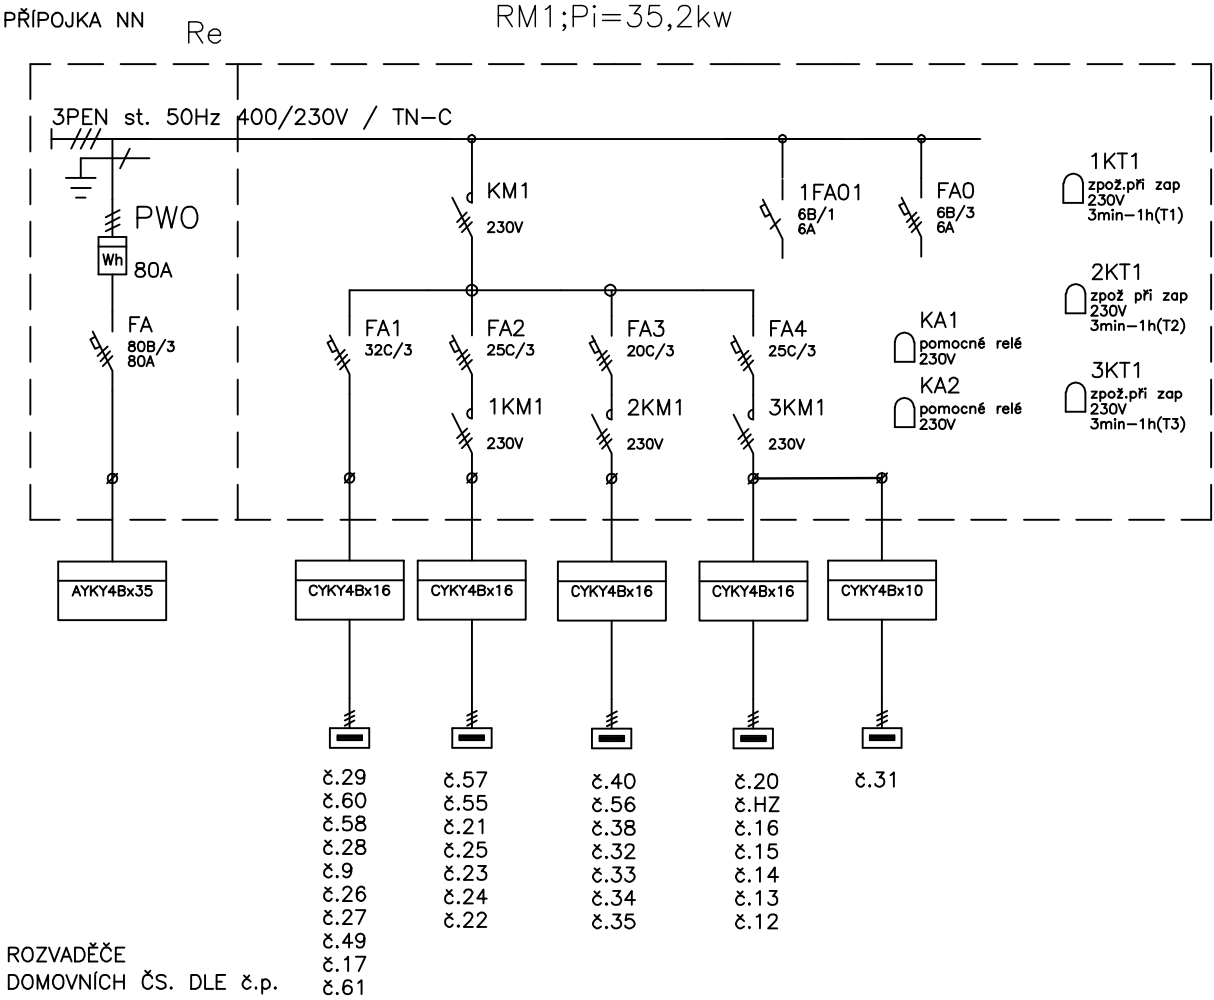 PŘÍPOJKA NN
Re
RM1;Pi=35,2kw
3PEN st. 50Hz 400/230V / TN-C
PWO
Wh
80A
FA
80B/3
80A
KM1
230V
1FA01
6B/1
6A
FA0
6B/3
6A
1KT1
zpož.při zap
230V
3min-1h(T1)
2KT1
zpož při zap
230V
3min-1h(T2)
3KT1
zpož.při zap
230V
3min-1h(T3)
KA1
pomocné relé
230V
KA2
pomocné relé
230V
FA1
32C/3
FA2
25C/3
FA3
20C/3
FA4
25C/3
1KM1
230V
2KM1
230V
3KM1
230V
AYKY4Bx35
CYKY4Bx16
CYKY4Bx16
CYKY4Bx16
CYKY4Bx16
CYKY4Bx10
č.29
č.60
č.58
č.28
č.9
č.26
č.27
č.49
č.17
č.61
č.57
č.55
č.21
č.25
č.23
č.24
č.22
č.40
č.56
č.38
č.32
č.33
č.34
č.35
č.20
č.HZ
č.16
č.15
č.14
č.13
č.12
č.31
ROZVADĚČE
DOMOVNÍCH ČS. DLE č.p.